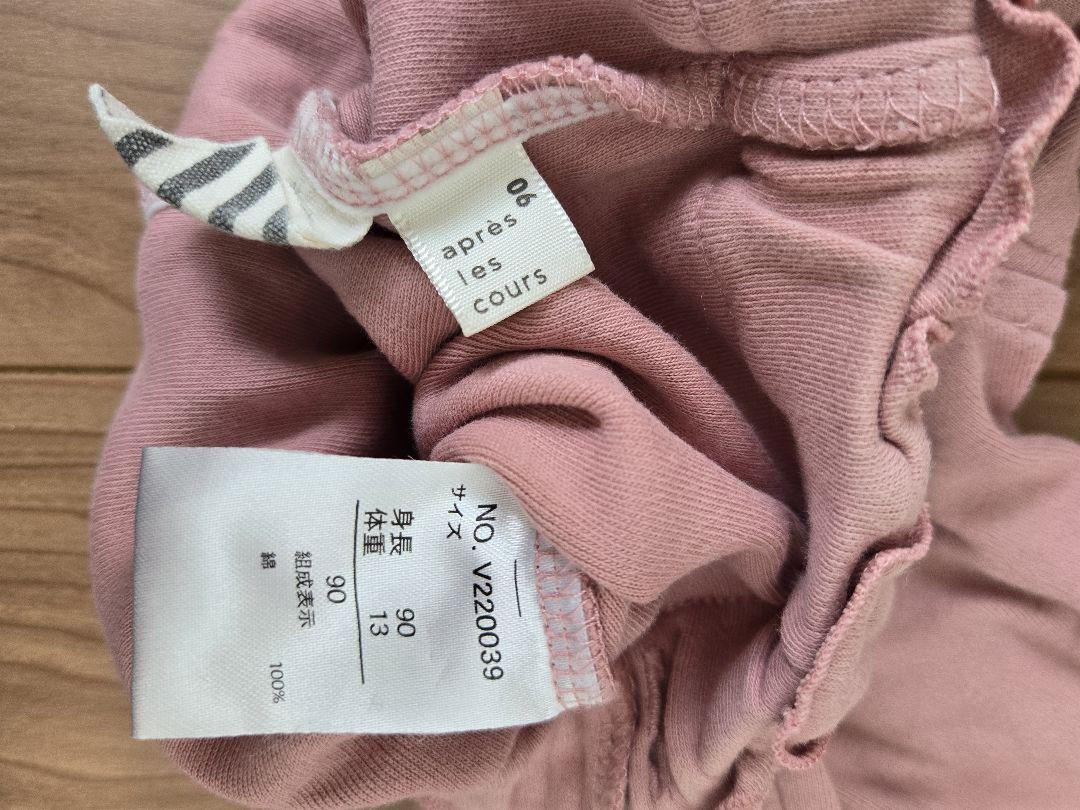 90
après
les
cours
NO. V220039
サイズ
身長 90
体重 13
90
組成表示
綿 100%